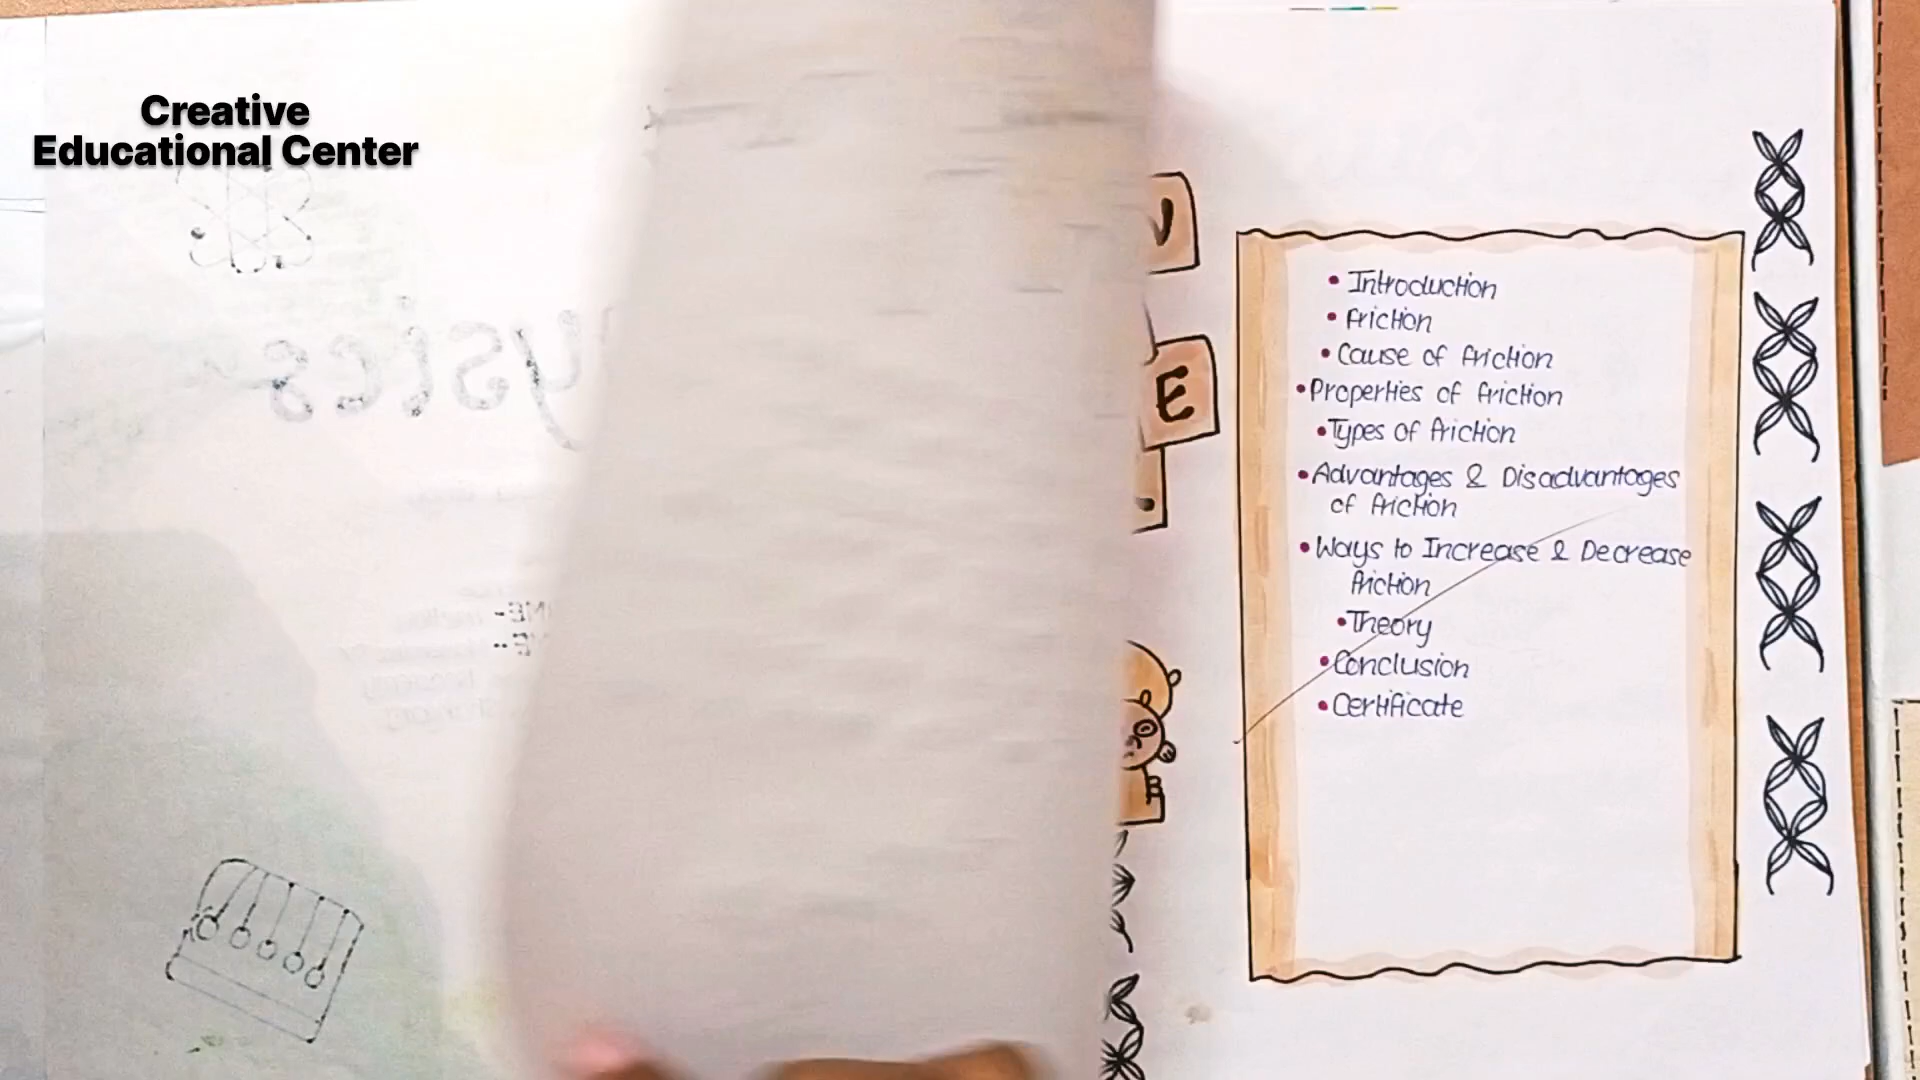 Creative
Educational Center
E
• Introduction
• Friction
• Cause of friction
• Properties of friction
• Types of friction
• Advantages & Disadvantages
of friction
• Ways to Increase & Decrease
friction
• Theory
• Conclusion
• Certificate